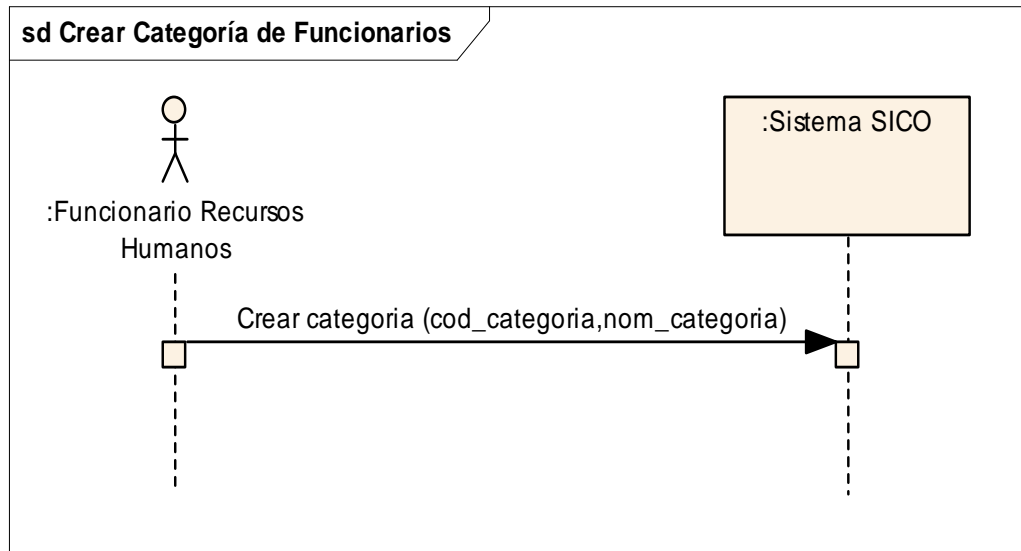 sd Crear Categoría de Funcionarios
:Sistema SICO
:Funcionario Recursos
Humanos
Crear categoria (cod_categoria,nom_categoria)